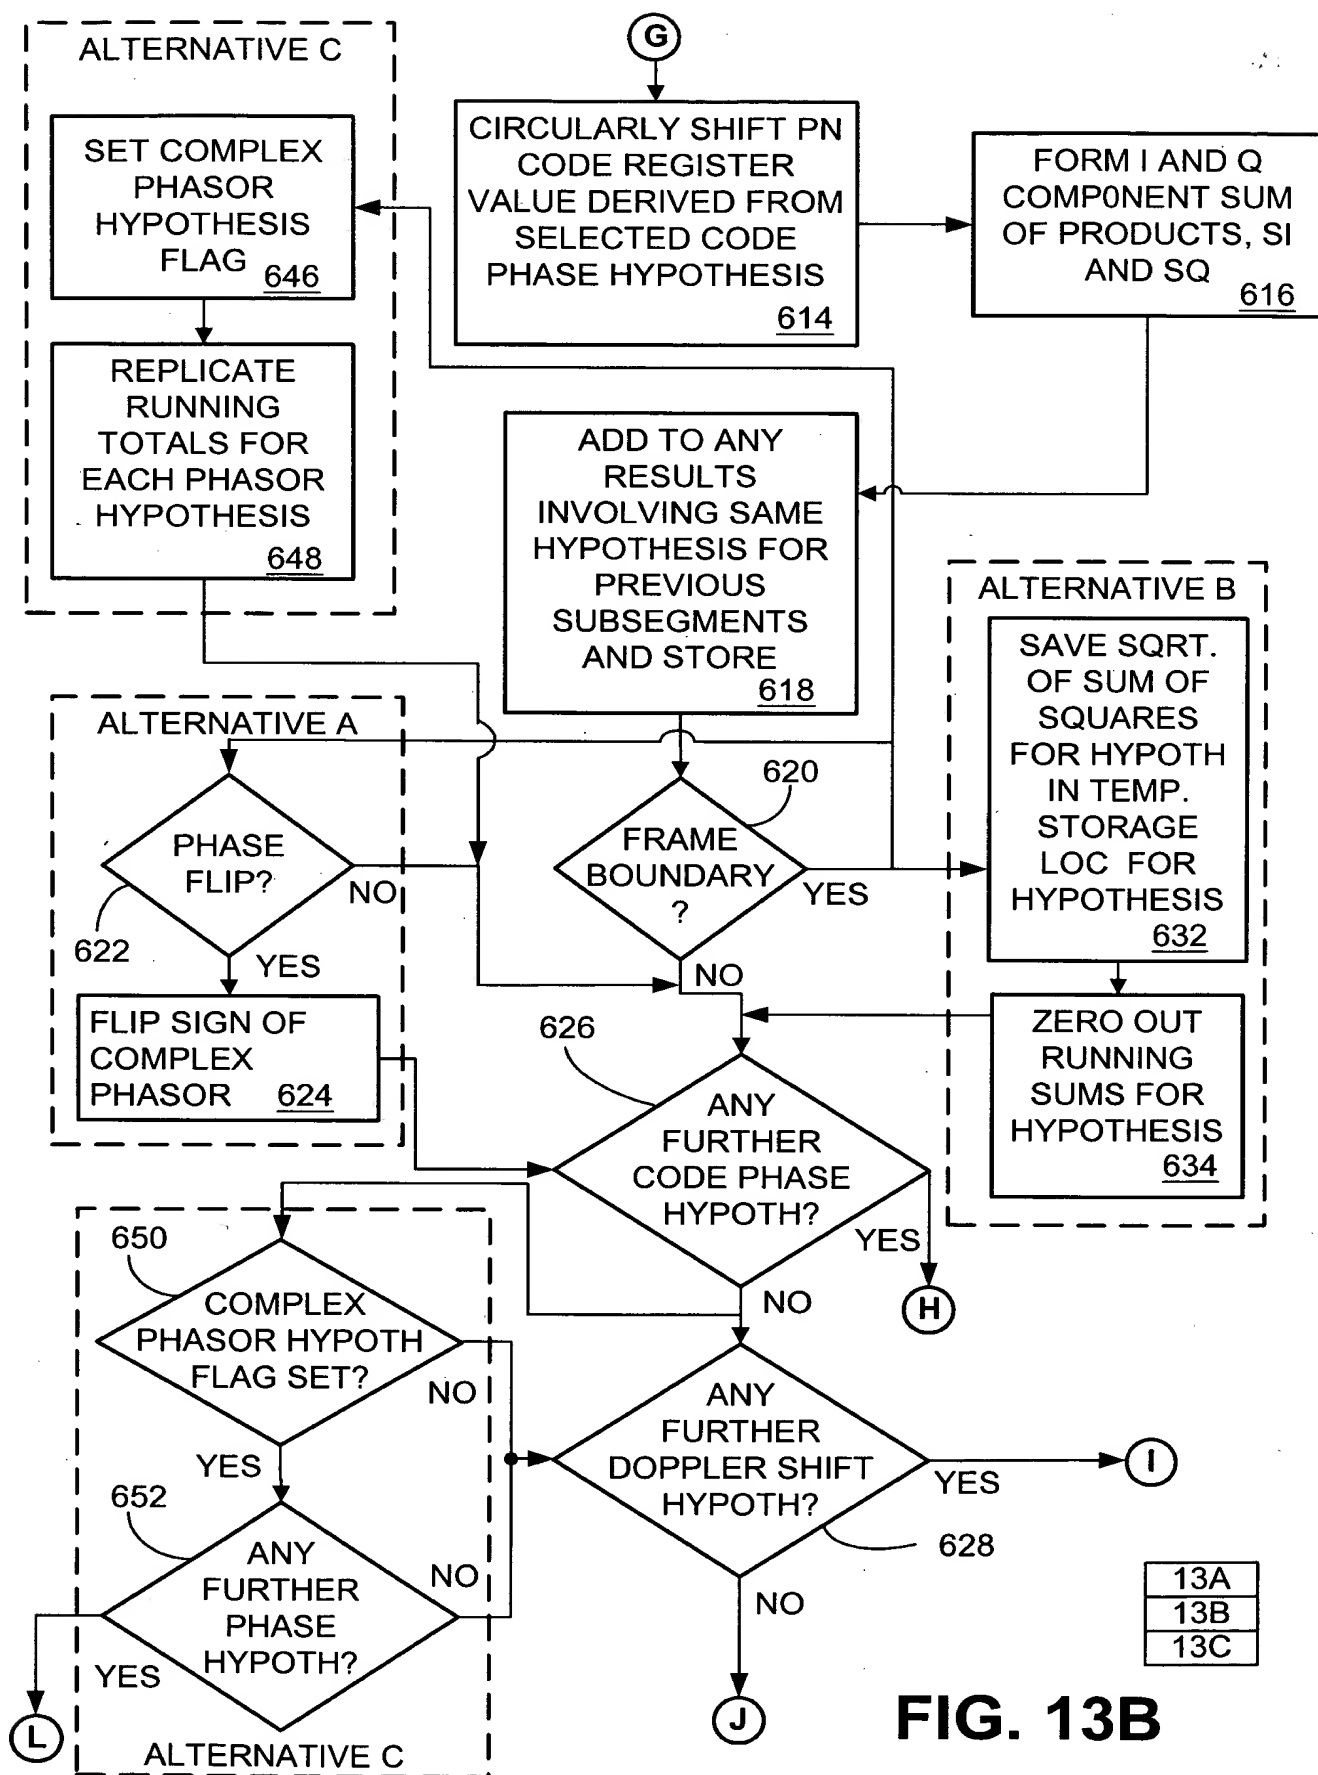 G
ALTERNATIVE C
SET COMPLEX
PHASOR
HYPOTHESIS
FLAG 646
REPLICATE
RUNNING
TOTALS FOR
EACH PHASOR
HYPOTHESIS
648
CIRCULARLY SHIFT PN
CODE REGISTER
VALUE DERIVED FROM
SELECTED CODE
PHASE HYPOTHESIS
614
FORM I AND Q
COMP0NENT SUM
OF PRODUCTS, SI
AND SQ
616
ADD TO ANY
RESULTS
INVOLVING SAME
HYPOTHESIS FOR
PREVIOUS
SUBSEGMENTS
AND STORE
618
ALTERNATIVE B
SAVE SQRT.
OF SUM OF
SQUARES
FOR HYPOTH
IN TEMP.
STORAGE
LOC FOR
HYPOTHESIS
632
ZERO OUT
RUNNING
SUMS FOR
HYPOTHESIS
634
ALTERNATIVE A
PHASE
FLIP?
NO
622
YES
FLIP SIGN OF
COMPLEX
PHASOR 624
620
FRAME
BOUNDARY
?
YES
NO
626
ANY
FURTHER
CODE PHASE
HYPOTH?
YES
H
NO
650
COMPLEX
PHASOR HYPOTH
FLAG SET?
NO
YES
652
ANY
FURTHER
PHASE
HYPOTH?
NO
YES
L
ALTERNATIVE C
ANY
FURTHER
DOPPLER SHIFT
HYPOTH?
YES
I
628
NO
J
13A
13B
13C
FIG. 13B